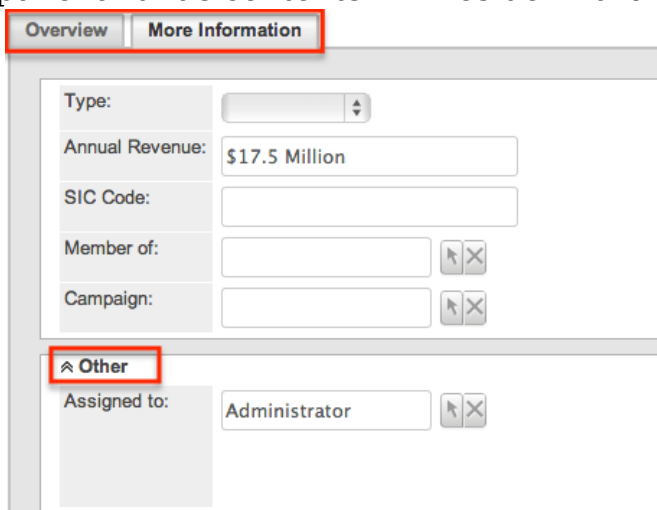 Overview More Information
Type:
Annual Revenue: $17.5 Million
SIC Code:
Member of:
Campaign:
Other
Assigned to: Administrator